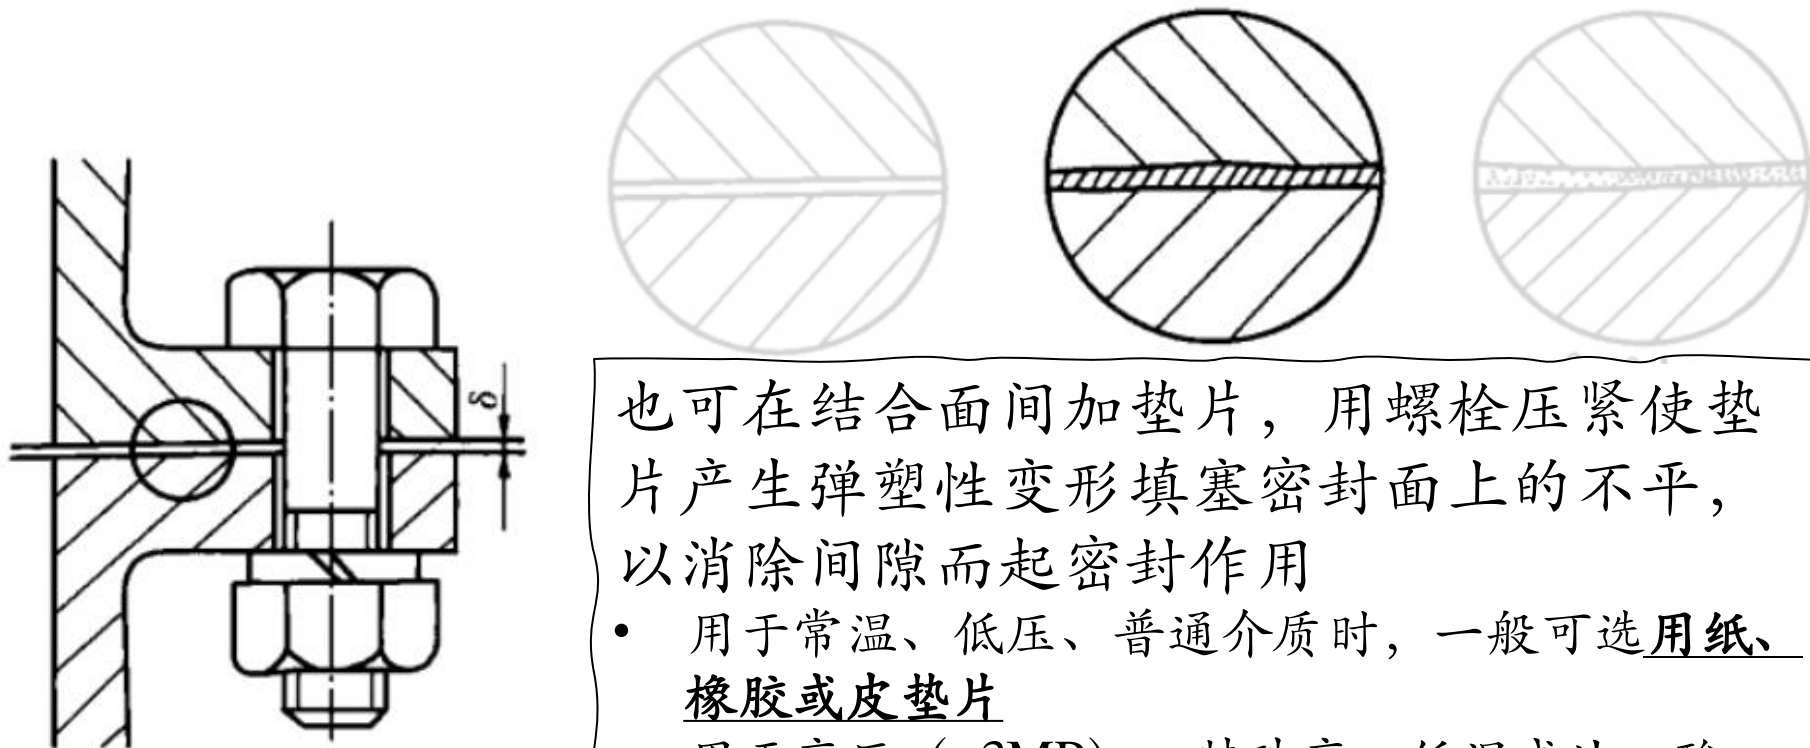 δ
也可在结合面间加垫片，用螺栓压紧使垫
片产生弹塑性变形填塞密封面上的不平，
以消除间隙而起密封作用
• 用于常温、低压、普通介质时，一般可选用纸、
橡胶或皮垫片